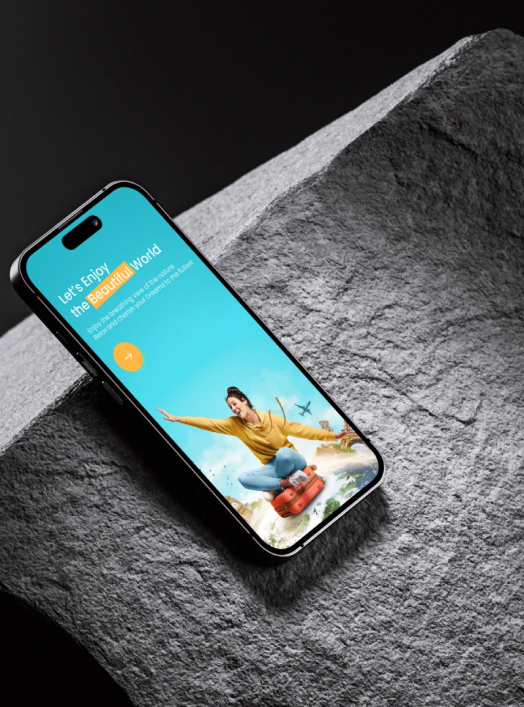 Let's Enjoy
the Beautiful World
Enjoy the breathing view of the nature
Relax and cherish your Dreams to the fullest